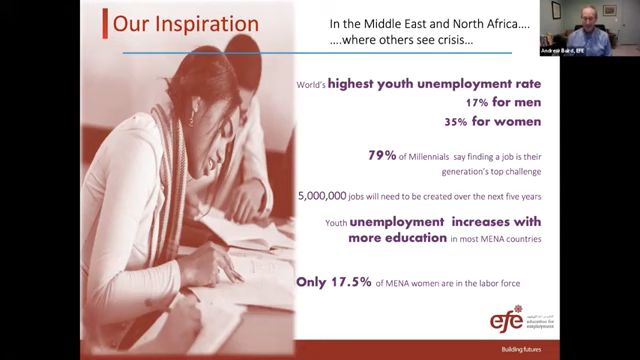 Our Inspiration
In the Middle East and North Africa….
….where others see crisis…
Andrew Baird, EFE
World's highest youth unemployment rate
17% for men
35% for women
79% of Millennials say finding a job is their
generation's top challenge
5,000,000 jobs will need to be created over the next five years
Youth unemployment increases with
more education in most MENA countries
Only 17.5% of MENA women are in the labor force
efe
education for
employment
Building futures